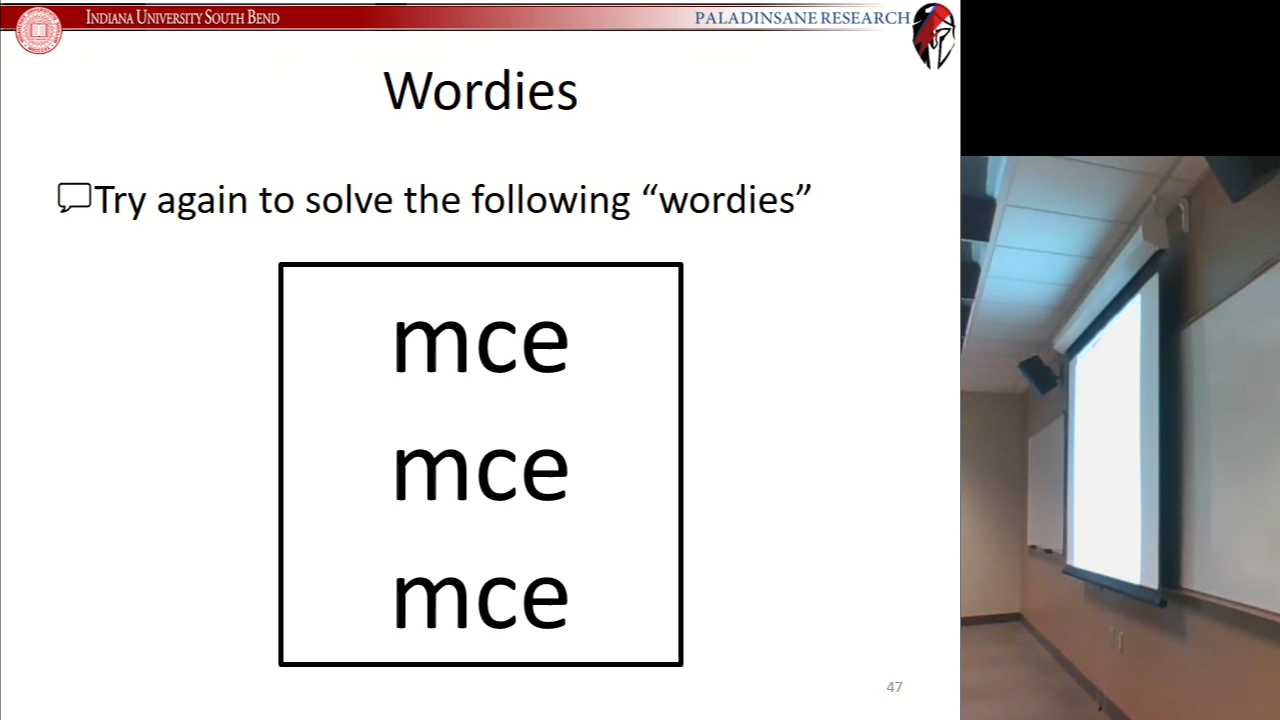 INDIANA UNIVERSITY SOUTH BEND
PALADINSANE RESEARCH
Wordies
Try again to solve the following “wordies”
mce
mce
mce
47